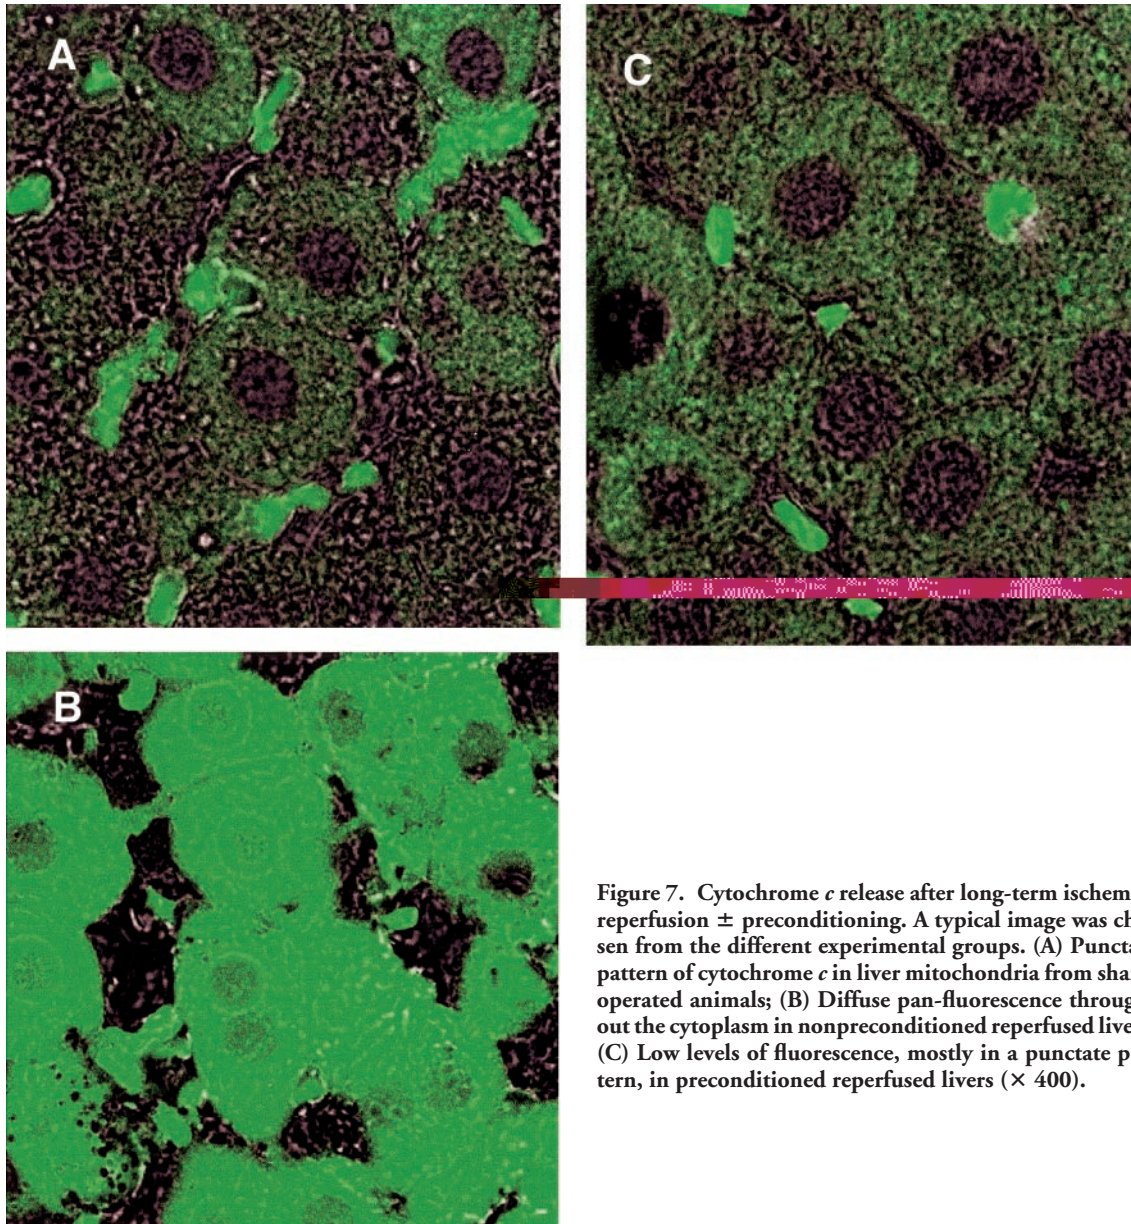 A
C
B
Figure 7. Cytochrome c release after long-term ischem
reperfusion ± preconditioning. A typical image was ch
sen from the different experimental groups. (A) Puncta
pattern of cytochrome c in liver mitochondria from sha
operated animals; (B) Diffuse pan-fluorescence through
out the cytoplasm in nonpreconditioned reperfused live
(C) Low levels of fluorescence, mostly in a punctate p
tern, in preconditioned reperfused livers (× 400).